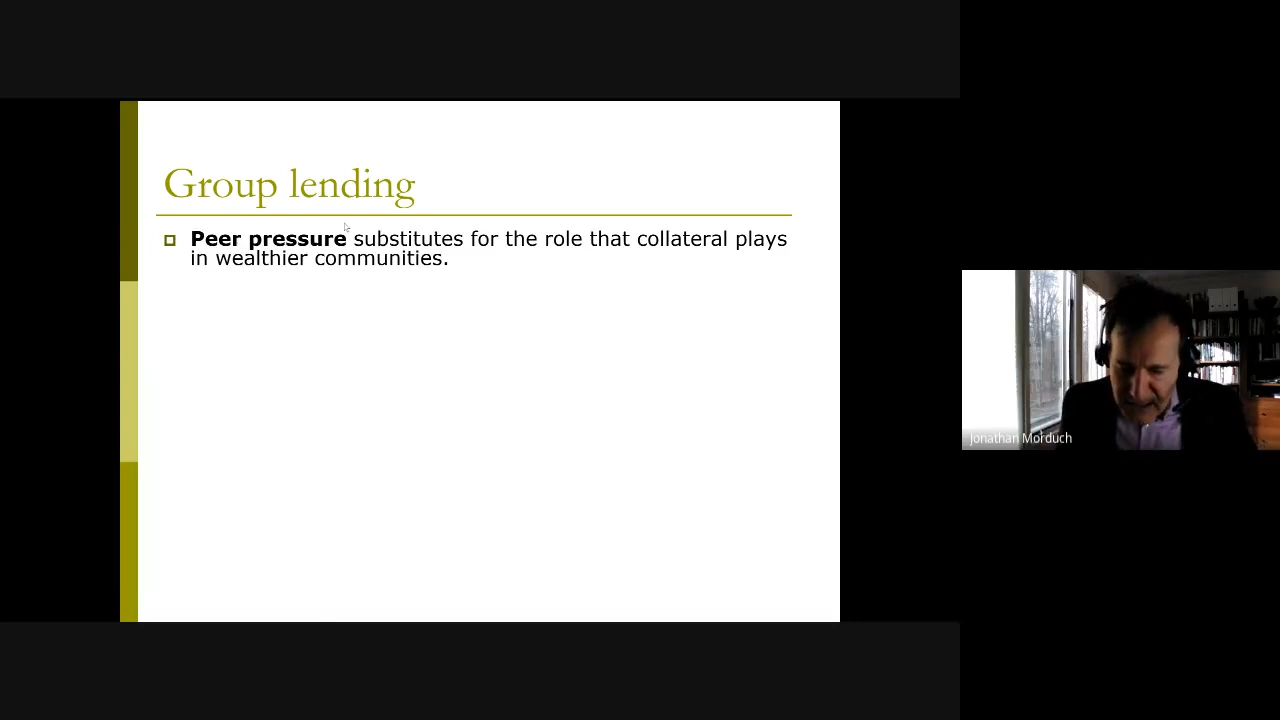 Group lending
Peer pressure substitutes for the role that collateral plays
in wealthier communities.
Jonathan Morduch